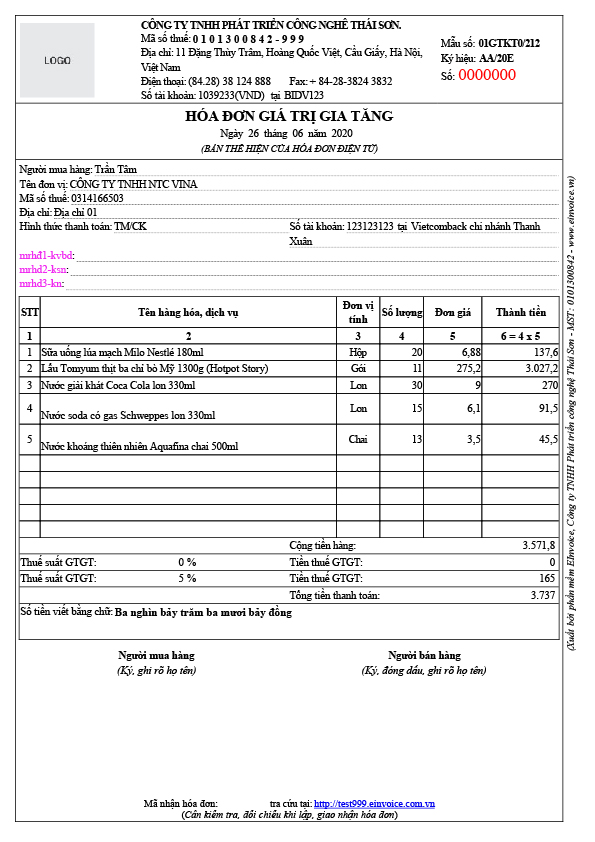 LOGO
CÔNG TY TNHH PHÁT TRIỂN CÔNG NGHỆ THÁI SƠN.
Mã số thuế: 0 1 0 1 3 0 0 8 4 2 - 9 9 9
Địa chỉ: 11 Đặng Thùy Trâm, Hoàng Quốc Việt, Cầu Giấy, Hà Nội,
Việt Nam
Điện thoại: (84.28) 38 124 888 Fax: + 84-28-3824 3832
Số tài khoản: 1039233(VND) tại BIDV123
Mẫu số: 01GTKT0/212
Ký hiệu: AA/20E
Số: 0000000
HÓA ĐƠN GIÁ TRỊ GIA TĂNG
Ngày 26 tháng 06 năm 2020
(BẢN THỂ HIỆN CỦA HÓA ĐƠN ĐIỆN TỬ)
Người mua hàng: Trần Tâm
Tên đơn vị: CÔNG TY TNHH NTC VINA
Mã số thuế: 0314166503
Địa chỉ: Địa chỉ 01
Hình thức thanh toán: TM/CK Số tài khoản: 123123123 tại Vietcomback chi nhánh Thanh
Xuân
mrhđ1-kvbd:
mrhd2-ksn:
mrhd3-kn:
STT Tên hàng hóa, dịch vụ Đơn vị tính Số lượng Đơn giá Thành tiền
1 2 3 4 5 6 = 4 x 5
1 Sữa uống lúa mạch Milo Nestlé 180ml Hộp 20 6,88 137,6
2 Lẩu Tomyum thịt ba chỉ bò Mỹ 1300g (Hotpot Story) Gói 11 275,2 3.027,2
3 Nước giải khát Coca Cola lon 330ml Lon 30 9 270
4 Nước soda có gas Schweppes lon 330ml Lon 15 6,1 91,5
5 Nước khoáng thiên nhiên Aquafina chai 500ml Chai 13 3,5 45,5
Cộng tiền hàng: 3.571,8
Thuế suất GTGT: 0 % Tiền thuế GTGT: 0
Thuế suất GTGT: 5 % Tiền thuế GTGT: 165
Tổng tiền thanh toán: 3.737
Số tiền viết bằng chữ: Ba nghìn bảy trăm ba mươi bảy đồng
Người mua hàng Người bán hàng
(Ký, ghi rõ họ tên) (Ký, đóng dấu, ghi rõ họ tên)
Mã nhận hóa đơn: tra cứu tại: http://test999.einvoice.com.vn
(Cần kiểm tra, đối chiếu khi lập, giao nhận hóa đơn)
(Xuất bởi phần mềm EInvoice, Công ty TNHH Phát triển công nghệ Thái Sơn - MST: 0101300842 - www.einvoice.vn)